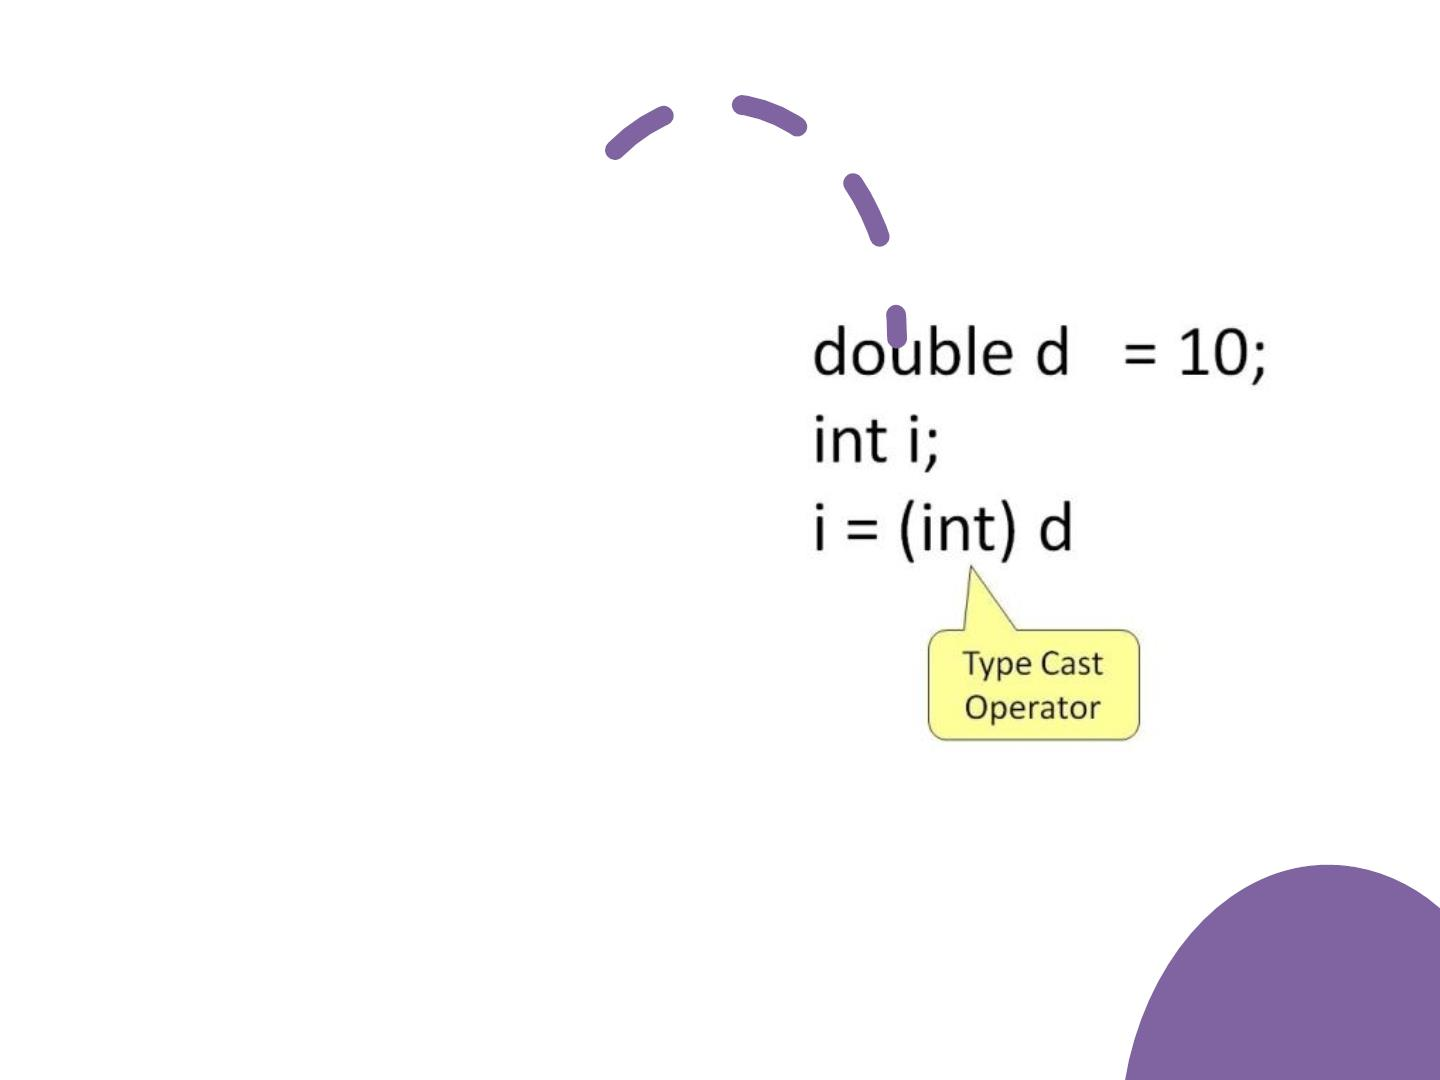 double d   = 10;
int i;
i = (int) d
Type Cast
Operator